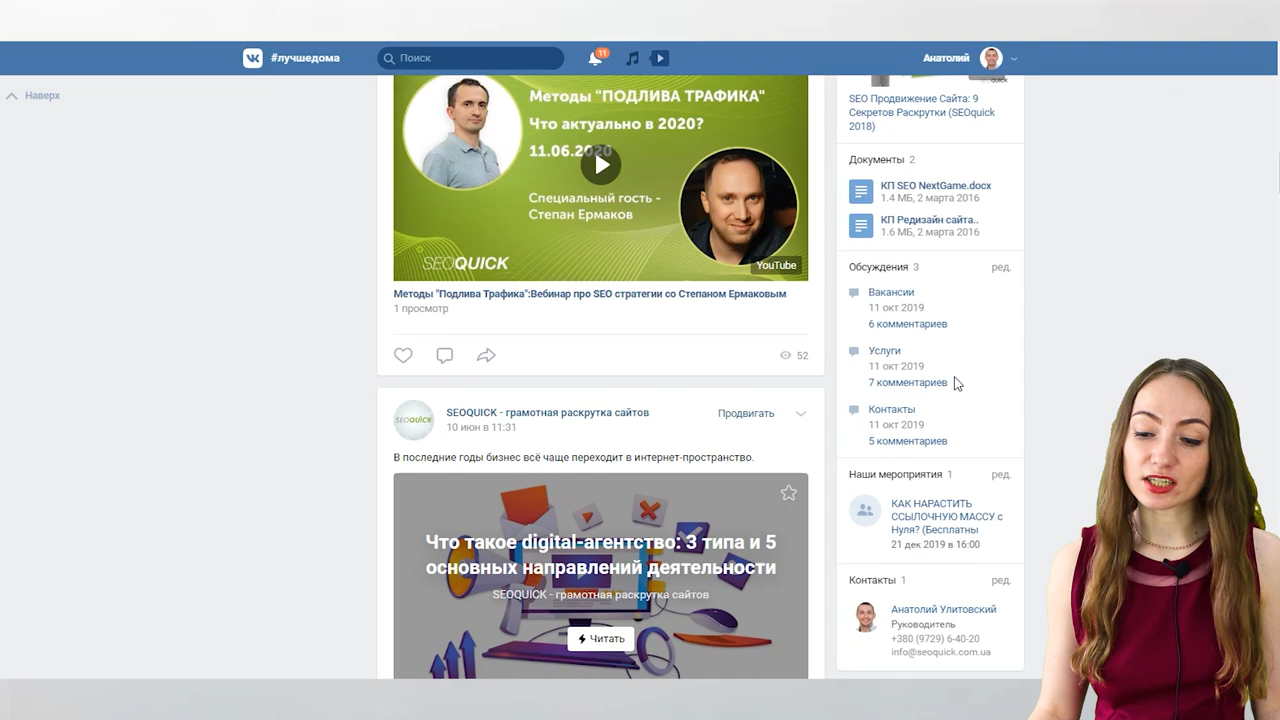 #лучшедома
Поиск
11
Анатолий
Наверх
Методы "ПОДЛИВА ТРАФИКА"
Что актуально в 2020?
11.06.2020
Специальный гость -
Степан Ермаков
SEOQUICK
YouTube
Методы "Подлива Трафика":Вебинар про SEO стратегии со Степаном Ермаковым
1 просмотр
52
SEOQUICK
SEOQUICK - грамотная раскрутка сайтов
10 июн в 11:31
Продвигать
В последние годы бизнес всё чаще переходит в интернет-пространство.
Что такое digital-агентство: 3 типа и 5
основных направлений деятельности
SEOQUICK - грамотная раскрутка сайтов
Читать
SEO Продвижение Сайта: 9
Секретов Раскрутки (SEOquick
2018)
Документы 2
КП SEO NextGame.docx
1.4 МБ, 2 марта 2016
КП Редизайн сайта..
1.6 МБ, 2 марта 2016
Обсуждения 3
ред.
Вакансии
11 окт 2019
6 комментариев
Услуги
11 окт 2019
7 комментариев
Контакты
11 окт 2019
5 комментариев
Наши мероприятия 1
ред.
КАК НАРАСТИТЬ
ССЫЛОЧНУЮ МАССУ с
Нуля? (Бесплатны
21 дек 2019 в 16:00
Контакты 1
ред.
Анатолий Улитовский
Руководитель
+380 (9729) 6-40-20
info@seoquick.com.ua